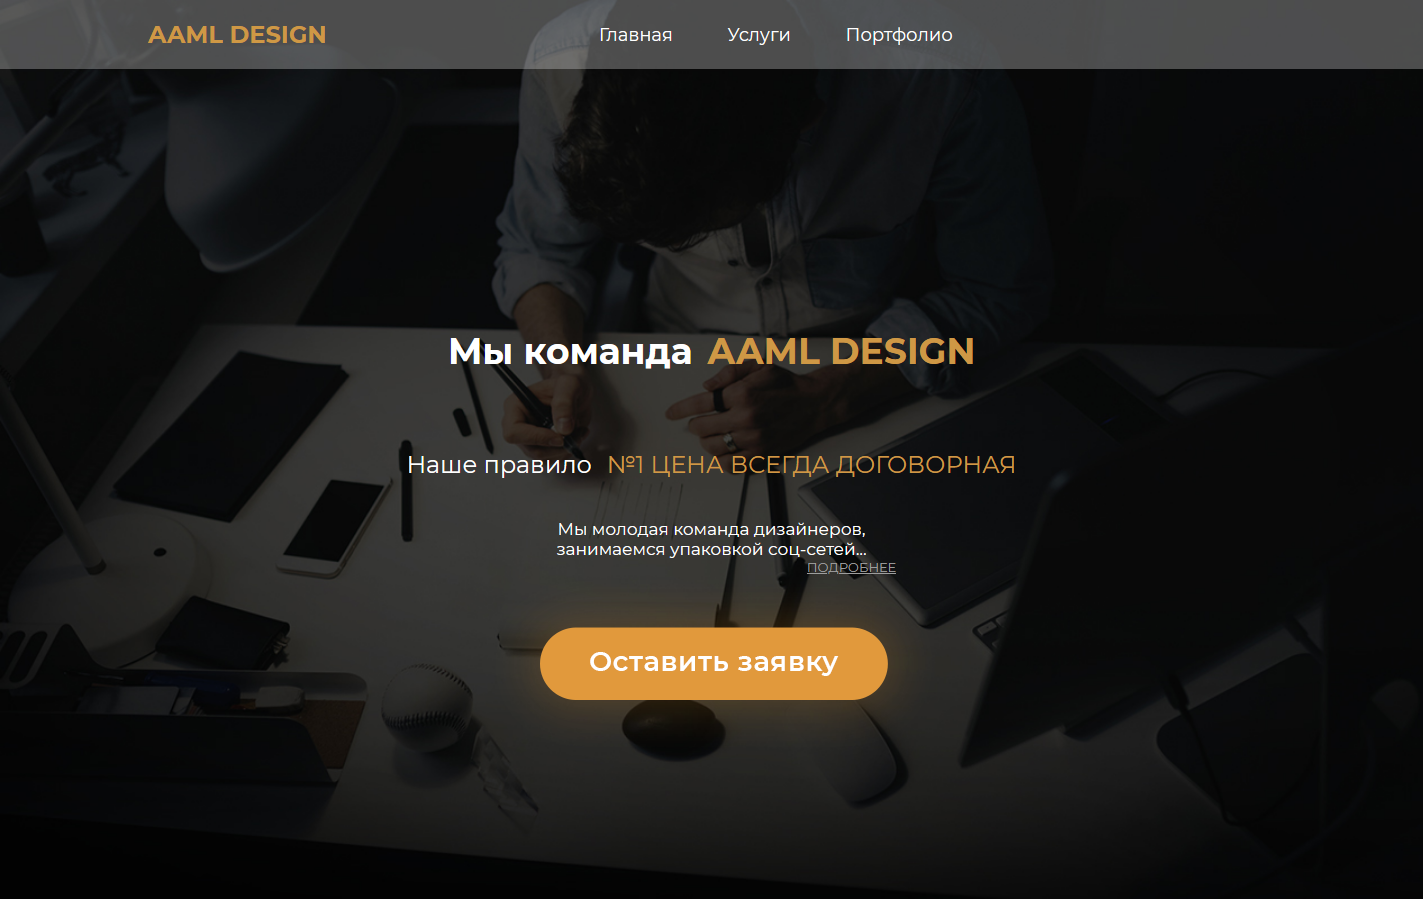 AAML DESIGN Главная Услуги Портфолио
Мы команда AAML DESIGN
Наше правило №1 ЦЕНА ВСЕГДА ДОГОВОРНАЯ
Мы молодая команда дизайнеров,
занимаемся упаковкой соц-сетей...
ПОДРОБНЕЕ
Оставить заявку